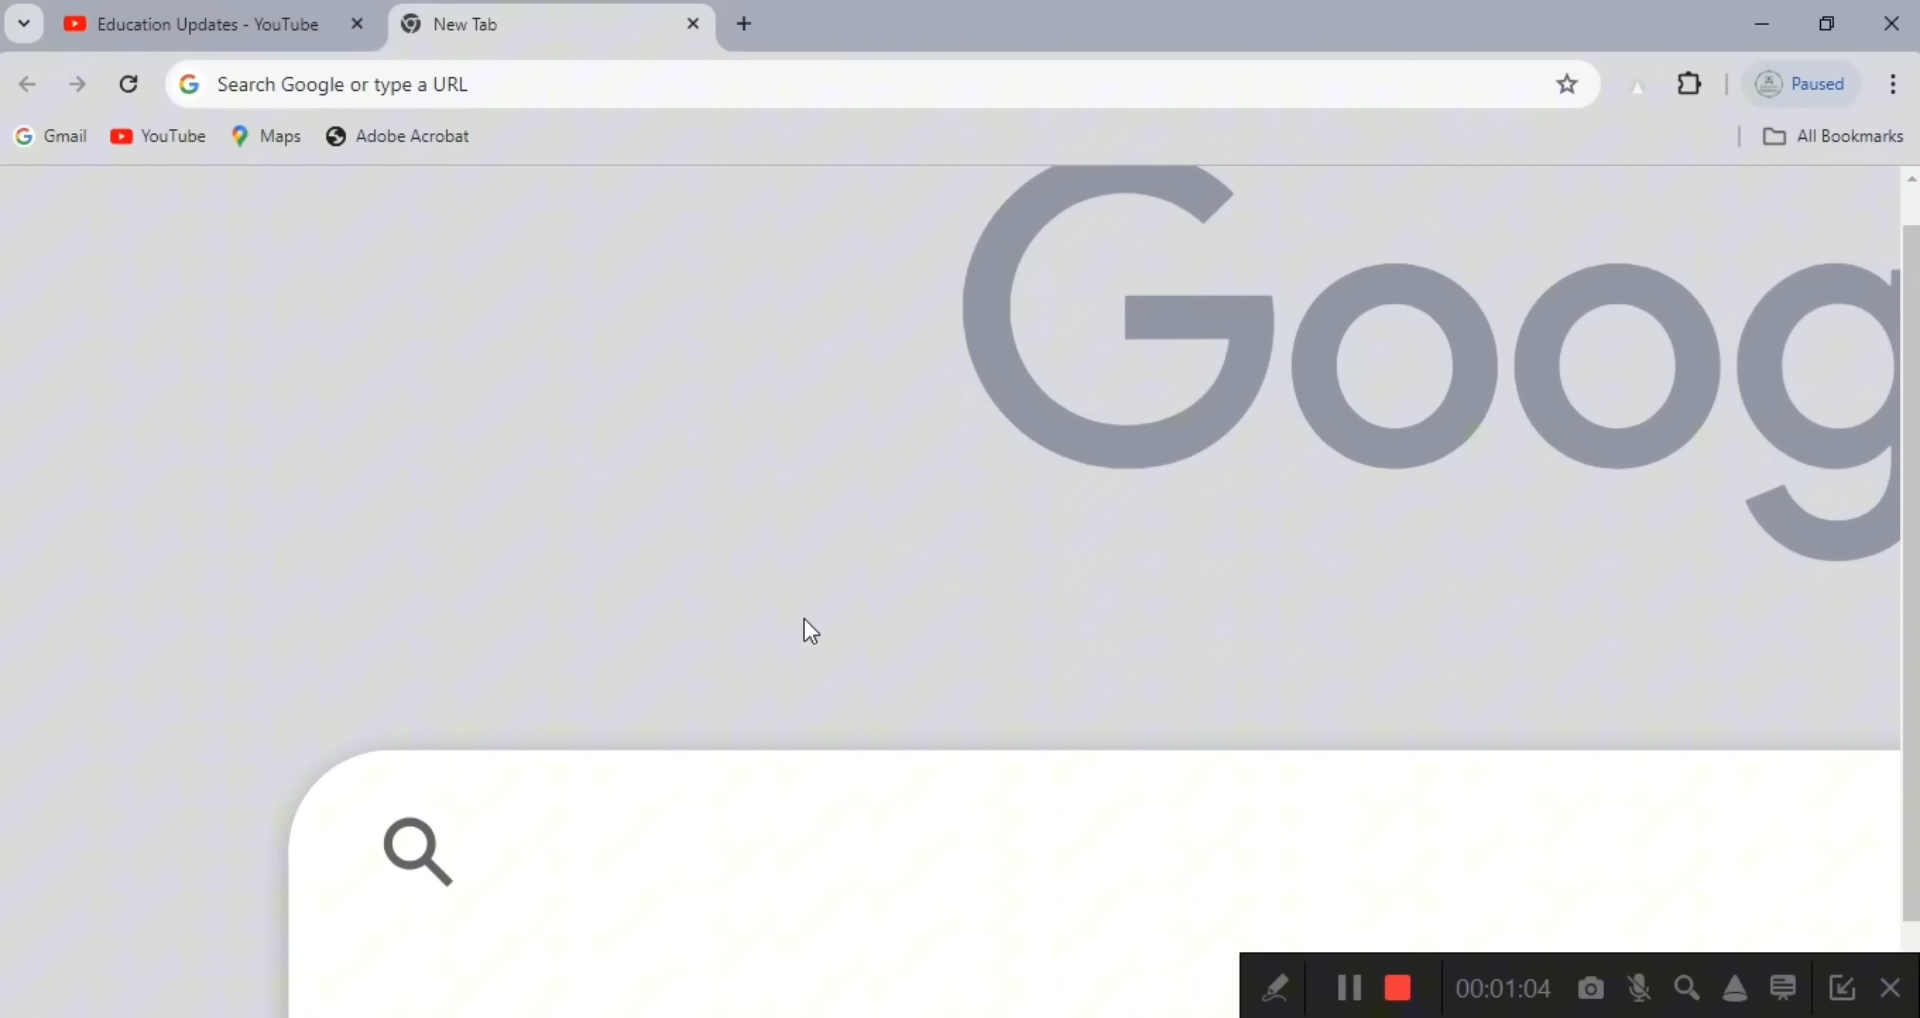 Education Updates - YouTube
New Tab
Search Google or type a URL
Paused
Gmail
YouTube
Maps
Adobe Acrobat
All Bookmarks
Goog
00:01:04